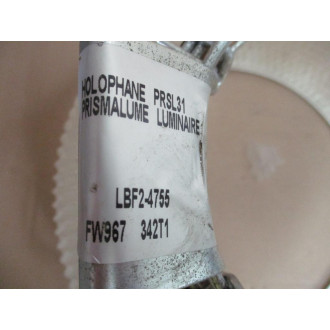 HOLOPHANE PRSL31
PRISMALUME LUMINAIRE
LBF2-4755
FW967 342T1